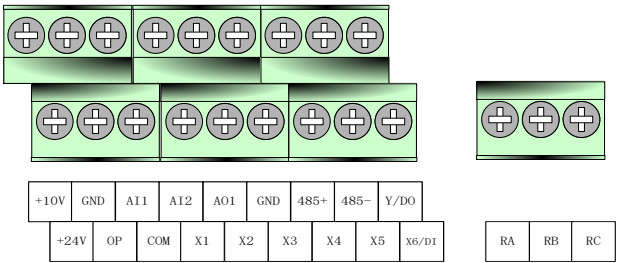 +10V GND AI1 AI2 AO1 GND 485+ 485- Y/DO
+24V OP COM X1 X2 X3 X4 X5 X6/DI RA RB RC